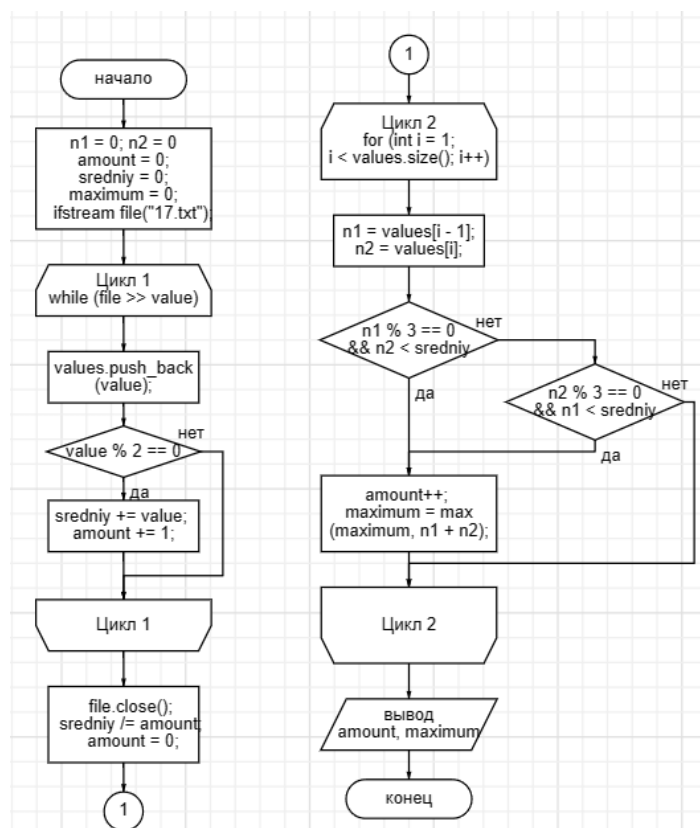 начало
n1 = 0; n2 = 0
amount = 0;
sredniy = 0;
maximum = 0;
ifstream file("17.txt");
Цикл 1
while (file >> value)
values.push_back
(value);
value % 2 == 0
нет
да
sredniy += value;
amount += 1;
Цикл 1
file.close();
sredniy /= amount;
amount = 0;
1
1
Цикл 2
for (int i = 1;
i < values.size(); i++)
n1 = values[i - 1];
n2 = values[i];
n1 % 3 == 0
&& n2 < sredniy
нет
да
n2 % 3 == 0
&& n1 < sredniy
нет
да
amount++;
maximum = max
(maximum, n1 + n2);
Цикл 2
вывод
amount, maximum
конец